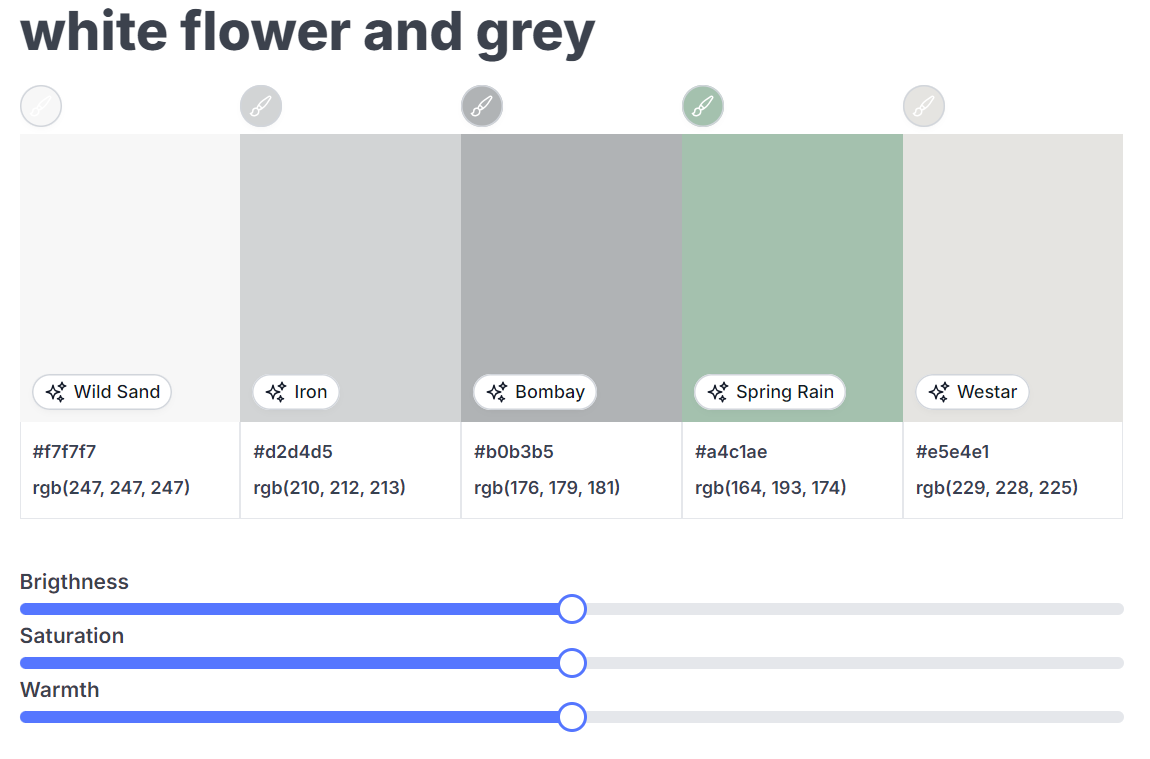 white flower and grey
Wild Sand
Iron
Bombay
Spring Rain
Westar
#f7f7f7
#d2d4d5
#b0b3b5
#a4c1ae
#e5e4e1
rgb(247, 247, 247)
rgb(210, 212, 213)
rgb(176, 179, 181)
rgb(164, 193, 174)
rgb(229, 228, 225)
Brigthness
Saturation
Warmth